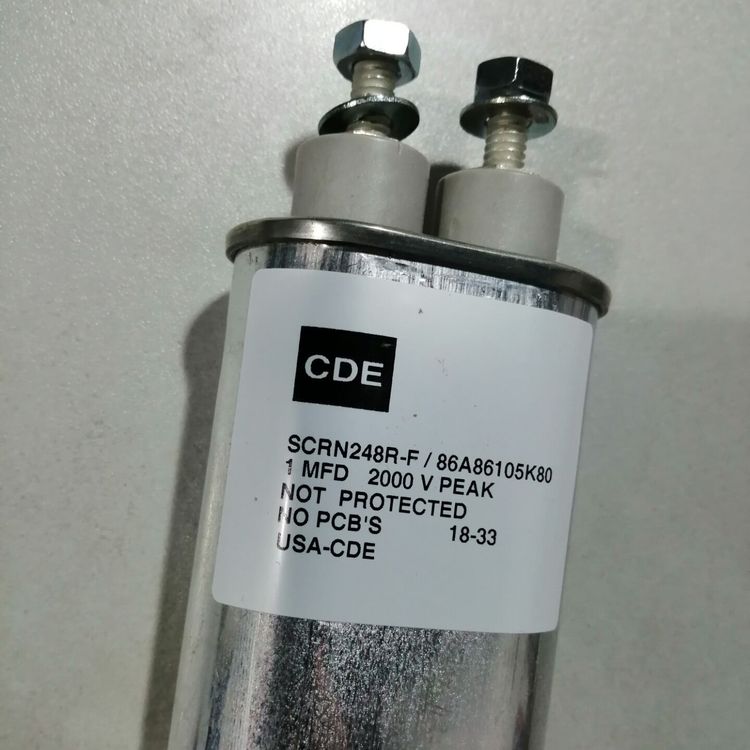 CDE
SCRN248R-F / 86A86105K80
1 MFD 2000 V PEAK
NOT PROTECTED
NO PCB'S 18-33
USA-CDE